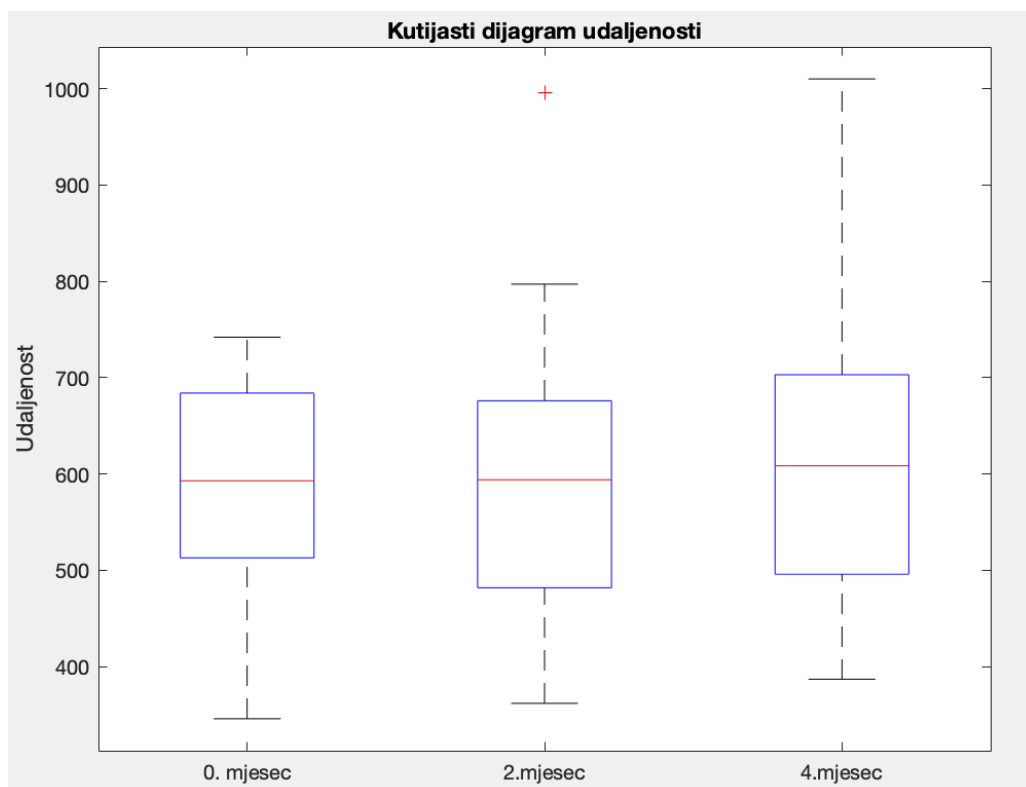 Kutijasti dijagram udaljenosti
1000
900
800
700
600
500
400
Udaljenost
0. mjesec
2.mjesec
4.mjesec